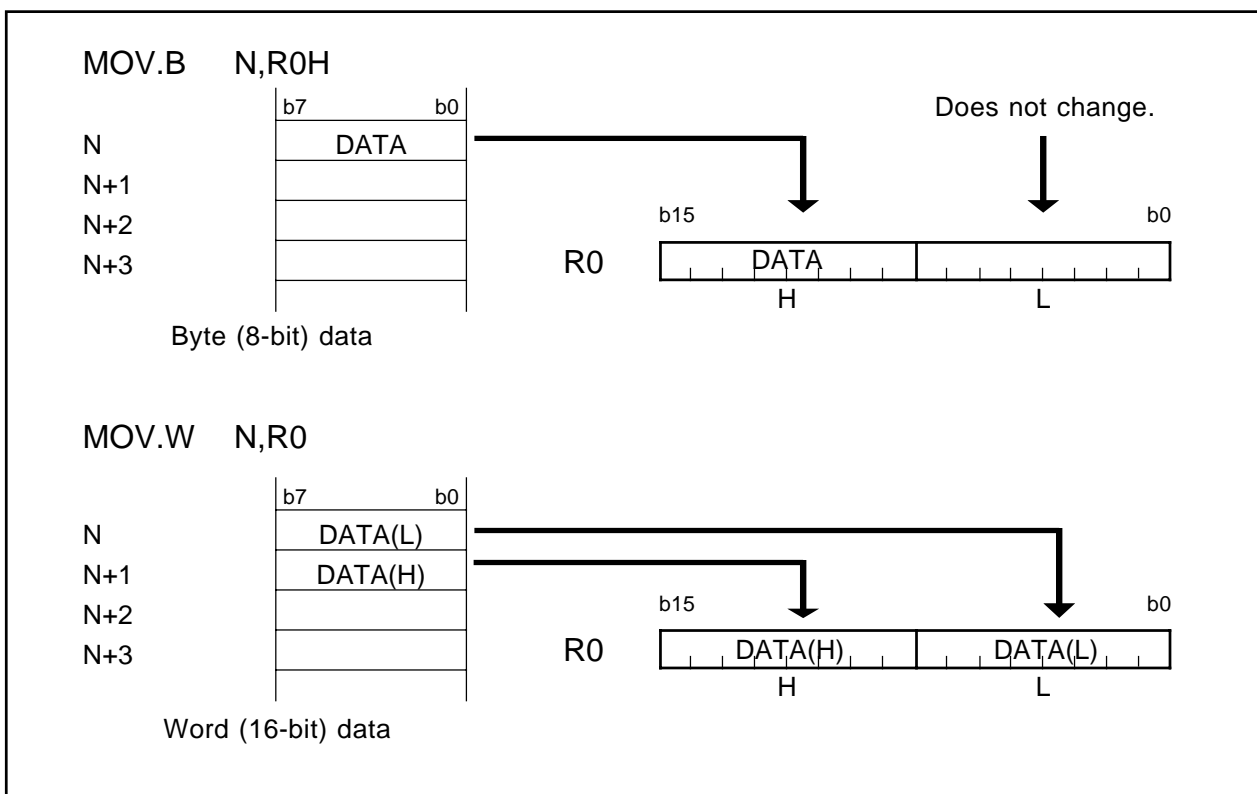 MOV.B N,R0H
b7 b0
Does not change.
N DATA
N+1
b15 b0
N+2
N+3
R0 DATA
H L
Byte (8-bit) data
MOV.W N,R0
b7 b0
N DATA(L)
N+1 DATA(H)
b15 b0
N+2
N+3
R0 DATA(H) DATA(L)
H L
Word (16-bit) data